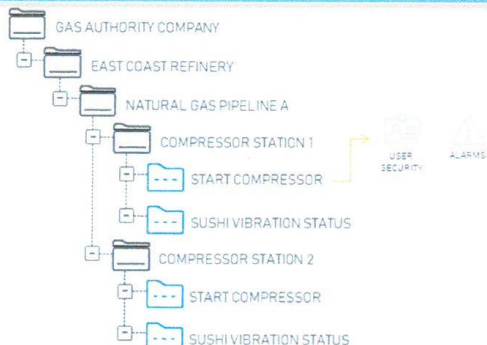 GAS AUTHORITY COMPANY
EAST COAST REFINERY
NATURAL GAS PIPELINE A
COMPRESSOR STATION 1
START COMPRESSOR
USER
SECURITY
ALARMS
SUSHI VIBRATION STATUS
COMPRESSOR STATION 2
START COMPRESSOR
SUSHI VIBRATION STATUS